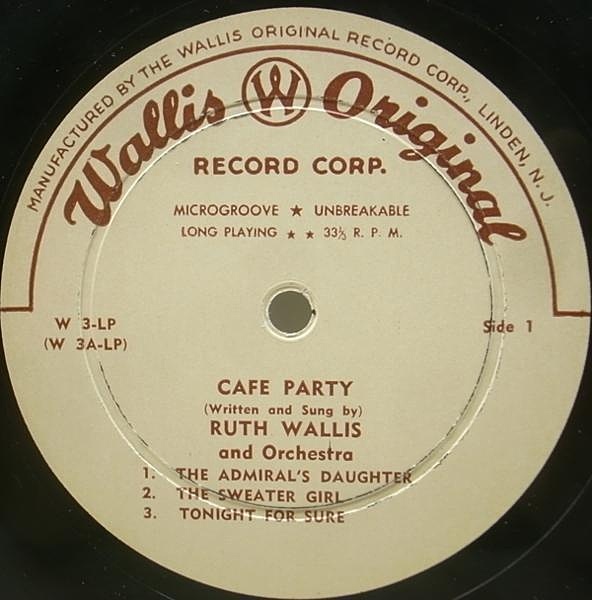 MANUFACTURED BY THE WALLIS ORIGINAL RECORD CORP., LINDEN, N. J.
Wallis W Original
RECORD CORP.
MICROGROOVE ★ UNBREAKABLE
LONG PLAYING ★ ★ 33⅓ R. P. M.
W 3-LP
(W 3A-LP)
Side 1
CAFE PARTY
(Written and Sung by)
RUTH WALLIS
and Orchestra
1. THE ADMIRAL'S DAUGHTER
2. THE SWEATER GIRL
3. TONIGHT FOR SURE